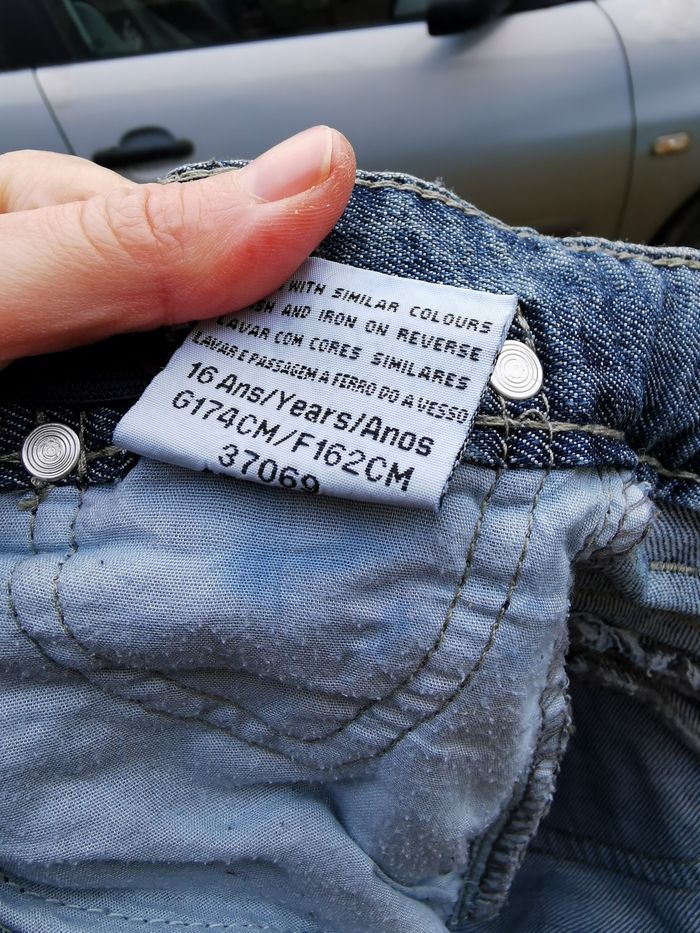 WITH SIMILAR COLOURS
AND IRON ON REVERSE
LAVAR COM CORES SIMILARES
LAVAR E PASSAGEM A FERRO DO AVESSO
16 Ans/Years/Anos
G174CM/F162CM
37069